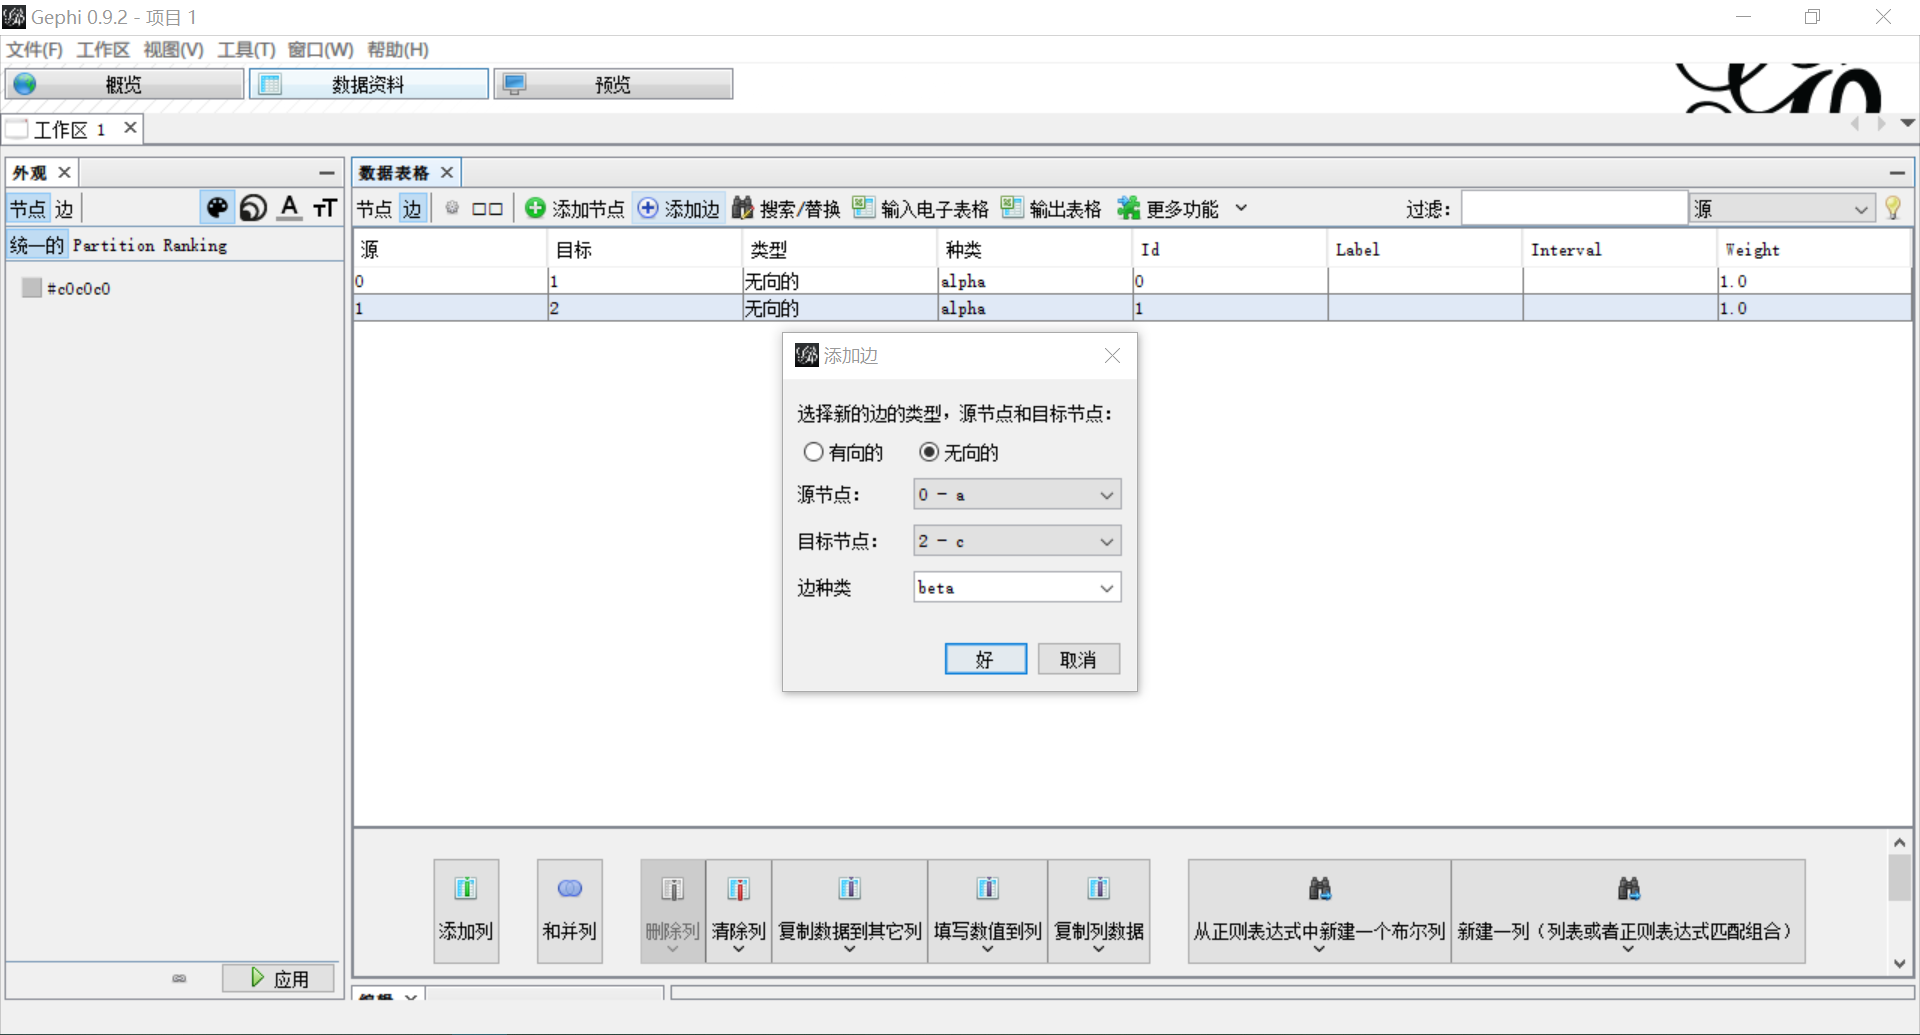 Gephi 0.9.2 - 项目 1
文件(F) 工作区 视图(V) 工具(T) 窗口(W) 帮助(H)
概览 数据资料 预览
工作区 1
外观
节点 边
统一的 Partition Ranking
#c0c0c0
应用
数据表格
节点 边 添加节点 添加边 搜索/替换 输入电子表格 输出表格 更多功能 过滤: 源
源 目标 类型 种类 Id Label Interval Weight
0 1 无向的 alpha 0 1.0
1 2 无向的 alpha 1 1.0
添加边
选择新的边的类型，源节点和目标节点:
有向的 无向的
源节点: 0 - a
目标节点: 2 - c
边种类 beta
好 取消
添加列 和并列 删除列 清除列 复制数据到其它列 填写数值到列 复制列数据 从正则表达式中新建一个布尔列 新建一列（列表或者正则表达式匹配组合）
编辑